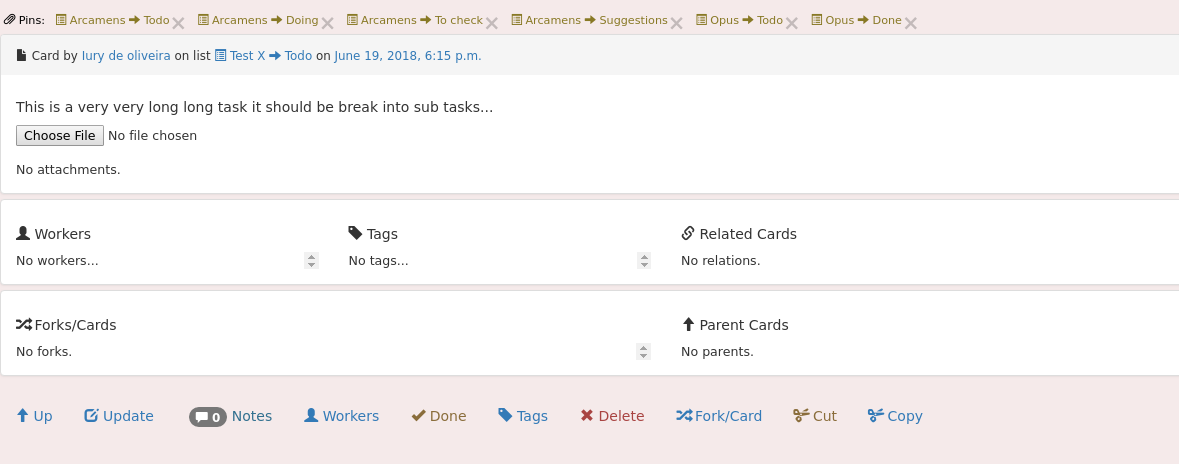 Pins: Arcamens Todo Arcamens Doing Arcamens To check Arcamens Suggestions Opus Todo Opus Done
Card by Iury de oliveira on list Test X Todo on June 19, 2018, 6:15 p.m.
This is a very very long long task it should be break into sub tasks...
Choose File No file chosen
No attachments.
Workers Tags Related Cards
No workers... No tags... No relations.
Forks/Cards Parent Cards
No forks. No parents.
Up Update 0 Notes Workers Done Tags Delete Fork/Card Cut Copy